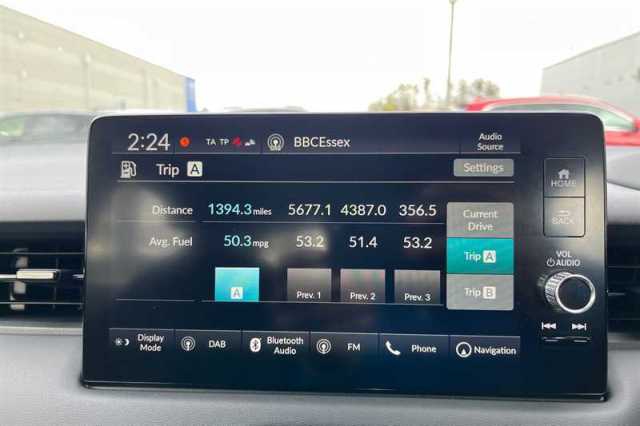 2:24 TA TP BBCEssex Audio Source
Trip A Settings
HOME
BACK
Distance 1394.3 miles 5677.1 4387.0 356.5
Current Drive
Avg. Fuel 50.3 mpg 53.2 51.4 53.2
Trip A
VOL
AUDIO
A Prev. 1 Prev. 2 Prev. 3
Trip B
Display Mode DAB Bluetooth Audio FM Phone Navigation